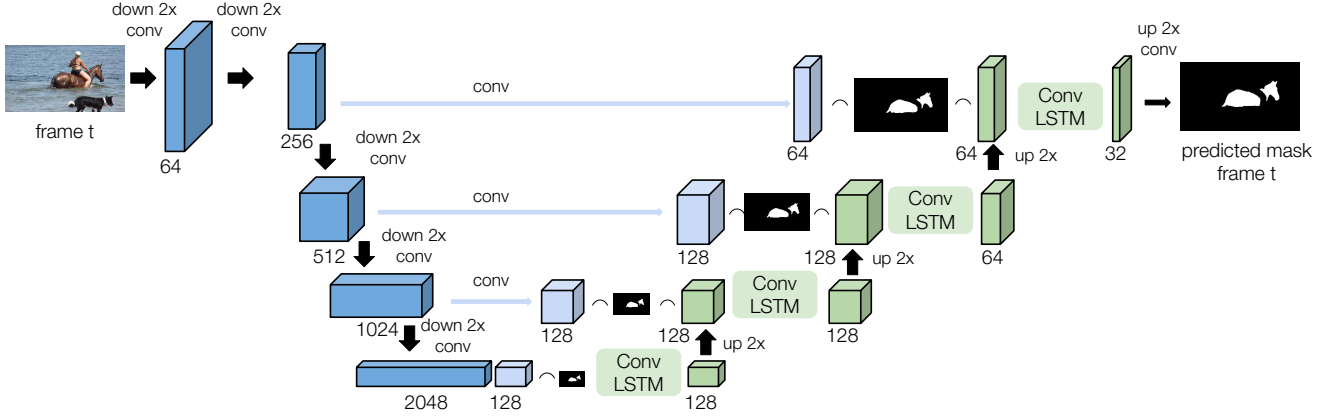 down 2x
conv
down 2x
conv
frame t
64
256
conv
64
64
Conv
LSTM
32
up 2x
conv
predicted mask
frame t
down 2x
conv
up 2x
512
conv
128
128
Conv
LSTM
64
down 2x
conv
up 2x
1024
conv
128
128
Conv
LSTM
128
down 2x
conv
up 2x
2048
128
Conv
LSTM
128